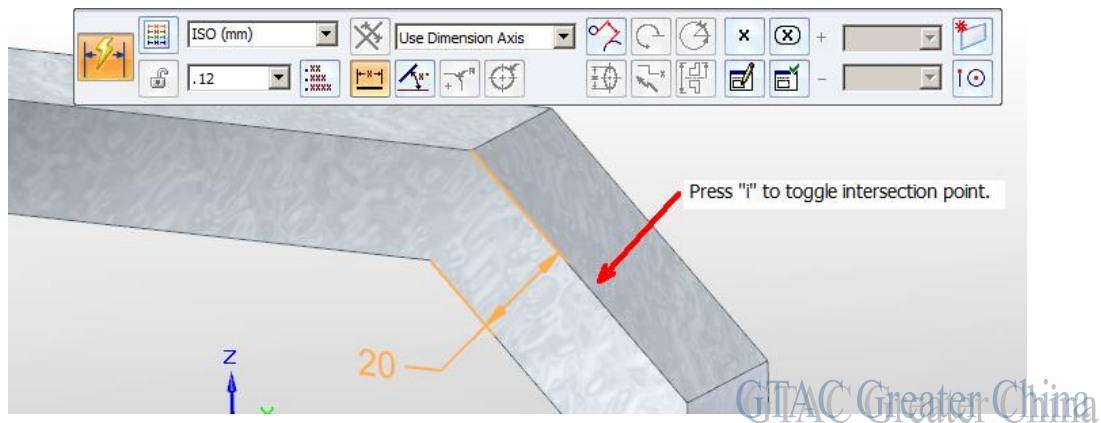 ISO (mm)
Use Dimension Axis
.12
Press "i" to toggle intersection point.
20
Z
GTAC Greater China